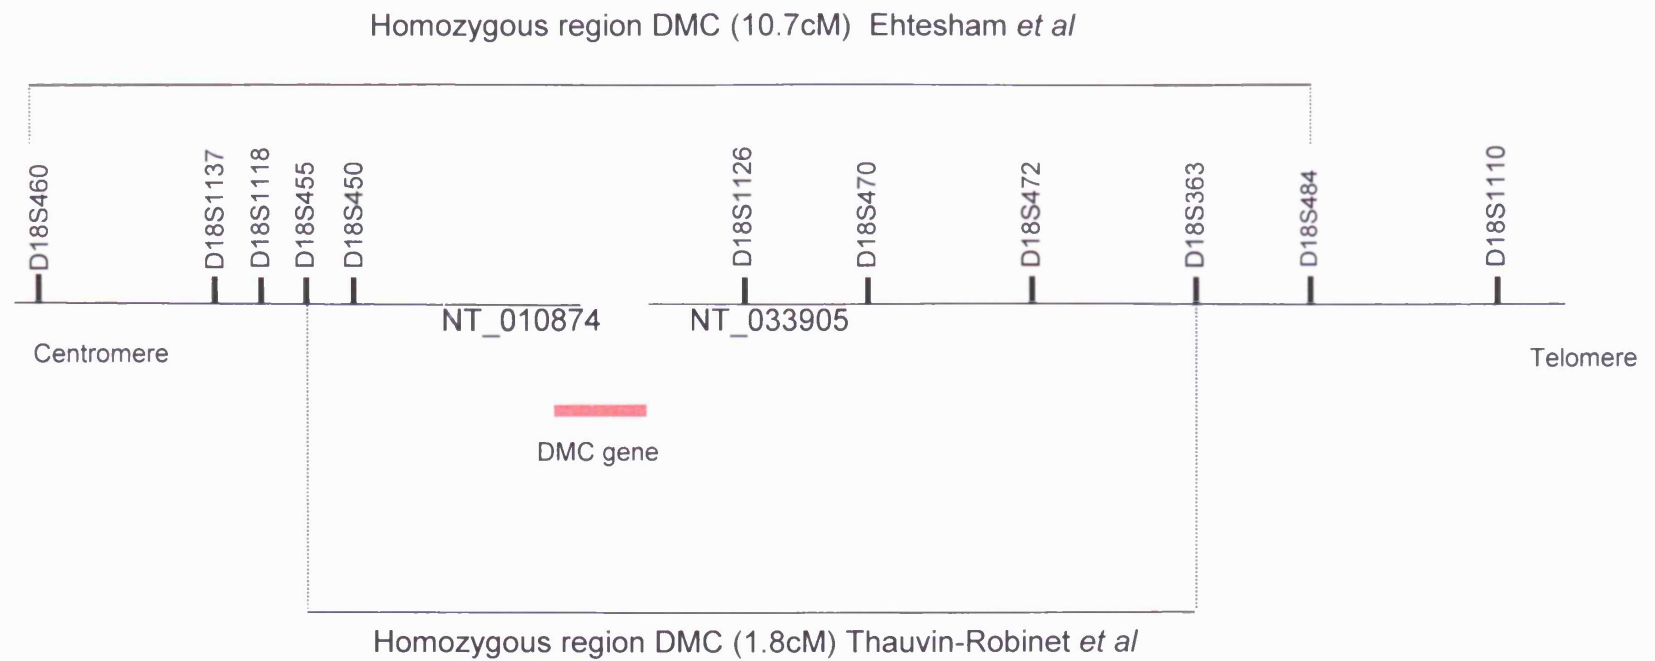 Homozygous region DMC (10.7cM) Ehtesham et al
D18S460
D18S1137
D18S1118
D18S455
D18S450
D18S1126
D18S470
D18S472
D18S363
D18S484
D18S1110
NT_010874
NT_033905
Centromere
Telomere
DMC gene
Homozygous region DMC (1.8cM) Thauvin-Robinet et al